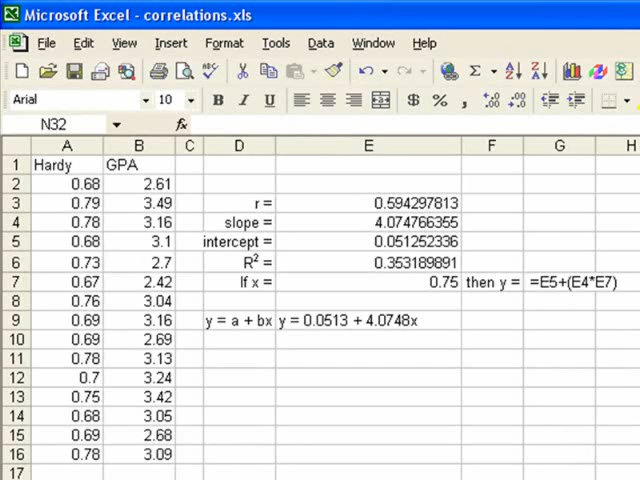 Microsoft Excel - correlations.xls
File Edit View Insert Format Tools Data Window Help
Arial 10 B I U $ % ,
N32 fx
A B C D E F G H
1 Hardy GPA
2 0.68 2.61
3 0.79 3.49 r = 0.594297813
4 0.78 3.16 slope = 4.074766355
5 0.68 3.1 intercept = 0.051252336
6 0.73 2.7 R² = 0.353189891
7 0.67 2.42 If x = 0.75 then y = =E5+(E4*E7)
8 0.76 3.04
9 0.69 3.16 y = a + bx y = 0.0513 + 4.0748x
10 0.69 2.69
11 0.78 3.13
12 0.7 3.24
13 0.75 3.42
14 0.68 3.05
15 0.69 2.68
16 0.78 3.09
17